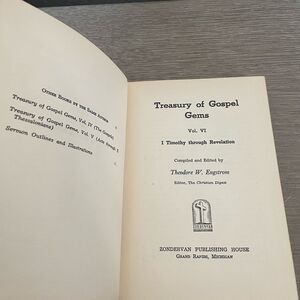 OTHER BOOKS BY THE SAME AUTHOR
Treasury of Gospel Gems, Vol. IV (The Gospels)
Treasury of Gospel Gems, Vol. V (Acts through
Thessalonians)
Sermon Outlines and Illustrations
Treasury of Gospel
Gems
Vol. VI
I Timothy through Revelation
Compiled and Edited by
Theodore W. Engstrom
Editor, The Christian Digest
ZONDERVAN
ZONDERVAN PUBLISHING HOUSE
GRAND RAPIDS, MICHIGAN